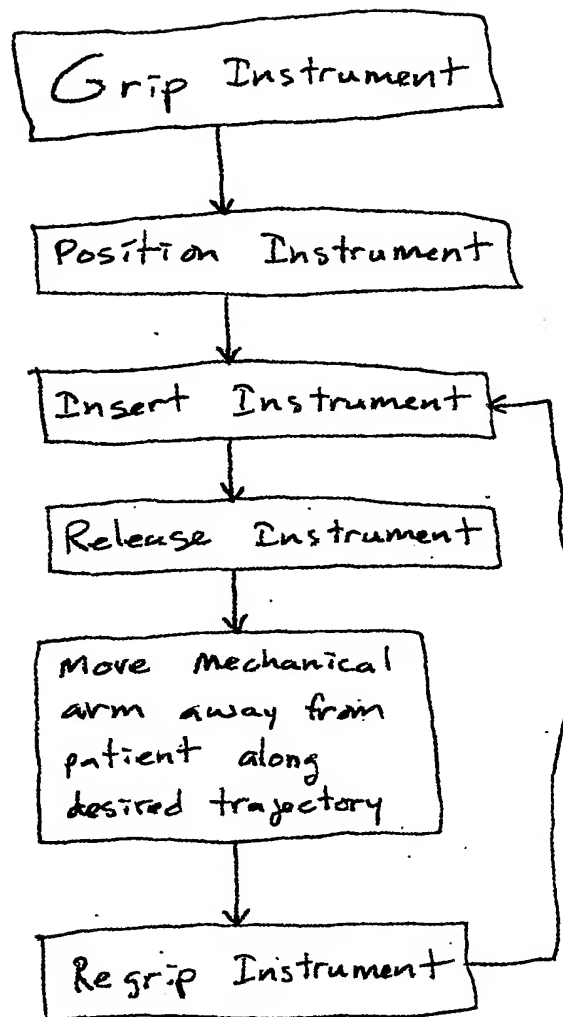 Grip Instrument
Position Instrument
Insert Instrument
Release Instrument
Move Mechanical
arm away from
patient along
desired trajectory
Regrip Instrument